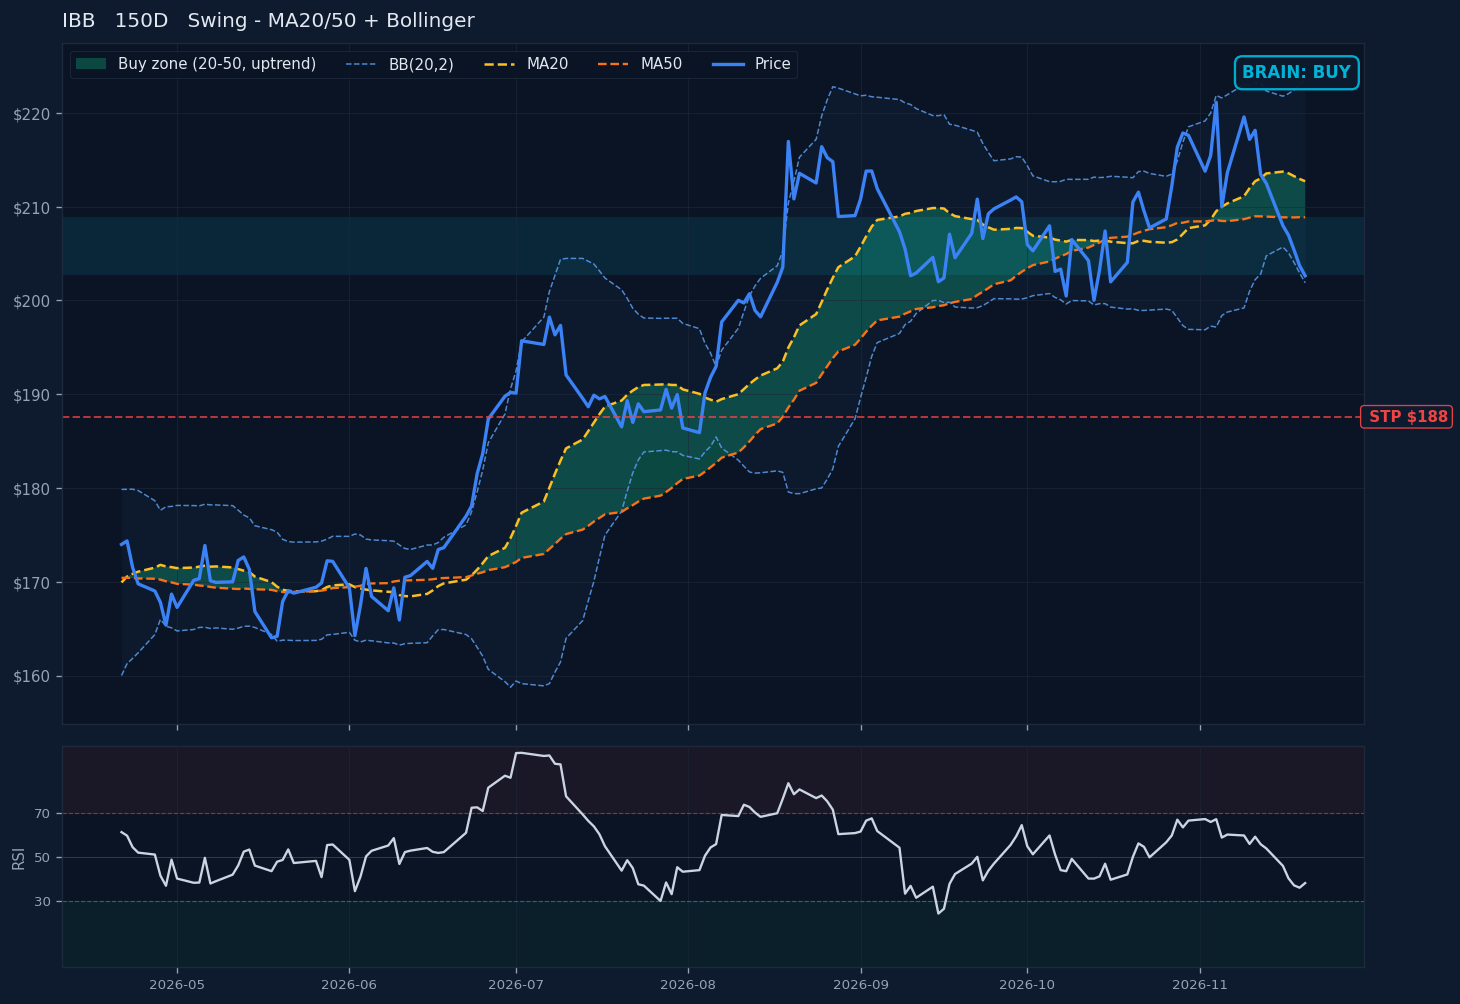 IBB   150D   Swing - MA20/50 + Bollinger
Buy zone (20-50, uptrend)   BB(20,2)   MA20   MA50   Price
BRAIN: BUY
$220
$210
$200
$190
STP $188
$180
$170
$160
RSI
70
50
30
2026-05   2026-06   2026-07   2026-08   2026-09   2026-10   2026-11